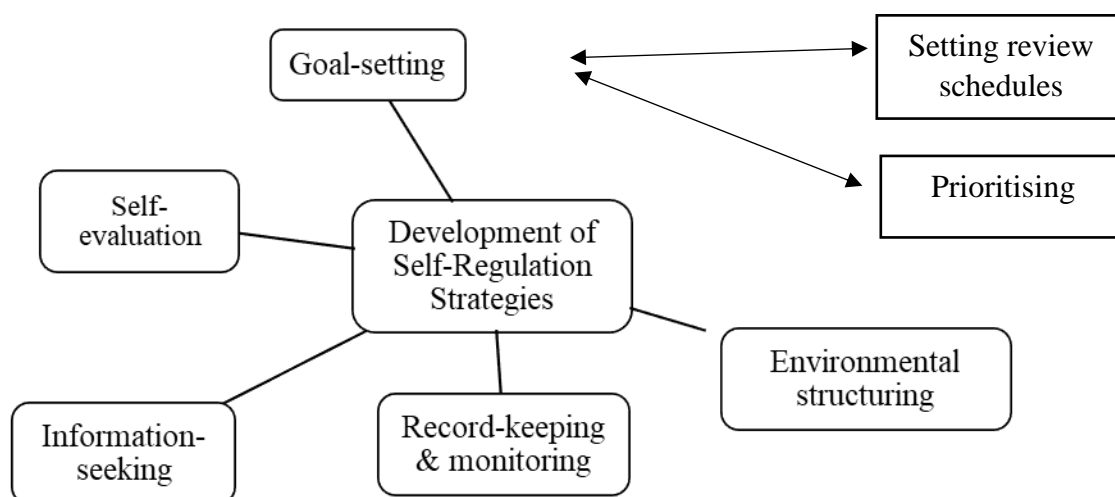 Goal-setting
Setting review
schedules
Prioritising
Self-
evaluation
Development of
Self-Regulation
Strategies
Environmental
structuring
Information-
seeking
Record-keeping
& monitoring